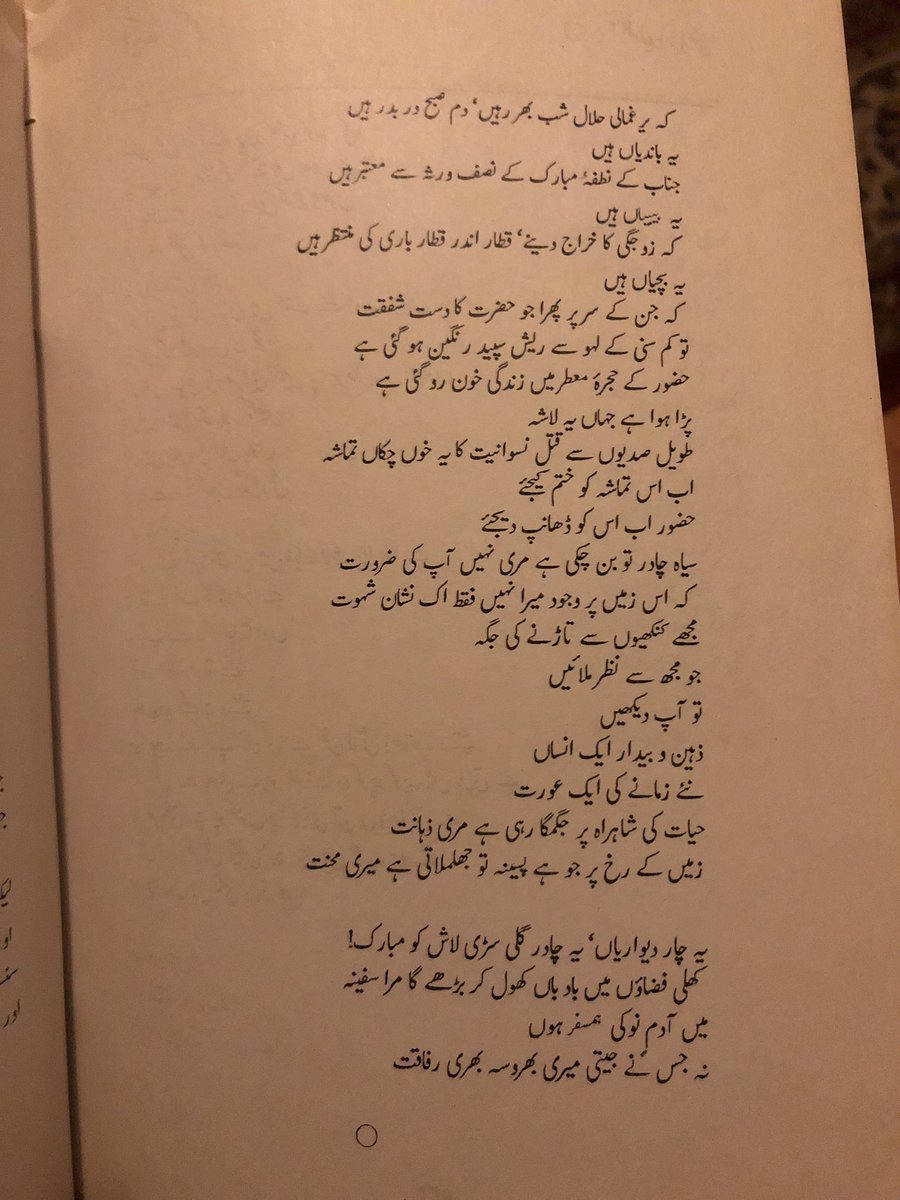 کہ یرغمالی حلال شب بھر رہیں، دم صبح در بدر ہیں
یہ باندیاں ہیں
جناب کے نطفۂ مبارک کے نصف ورثہ سے معتبر ہیں
یہ بیبیاں ہیں
کہ زوجگی کا خراج دینے، قطار اندر قطار باری کی منتظر ہیں
یہ بچیاں ہیں
کہ جن کے سر پر پھرا جو حضرت کا دست شفقت
تو کم سنی کے لہو سے ریش سپید رنگین ہو گئی ہے
حضور کے حجرۂ معطر میں زندگی خون رو گئی ہے
پڑا ہوا ہے جہاں یہ لاشہ
طویل صدیوں سے قتل نسوانیت کا یہ خوں چکاں تماشہ
اب اس تماشہ کو ختم کیجئے
حضور اب اس کو ڈھانپ دیجئے
سیاہ چادر تو بن چکی ہے مری نہیں آپ کی ضرورت
کہ اس زمیں پر وجود میرا نہیں فقط اک نشان شہوت
مجھے کنکھیوں سے تاڑنے کی جگہ
جو مجھ سے نظر ملائیں
تو آپ دیکھیں
ذہین و بیدار ایک انساں
نئے زمانے کی ایک عورت
حیات کی شاہراہ پر جگمگا رہی ہے مری ذہانت
زمیں کے رخ پر جو ہے پسینہ تو جھلملاتی ہے میری محنت
یہ چار دیواریاں، یہ چادر گلی سڑی لاش کو مبارک!
کھلی فضاؤں میں بادباں کھول کر بڑھے گا مرا سفینہ
میں آدم نو کی ہمسفر ہوں
نہ جس نے جیتی میری بھروسہ بھری رفاقت